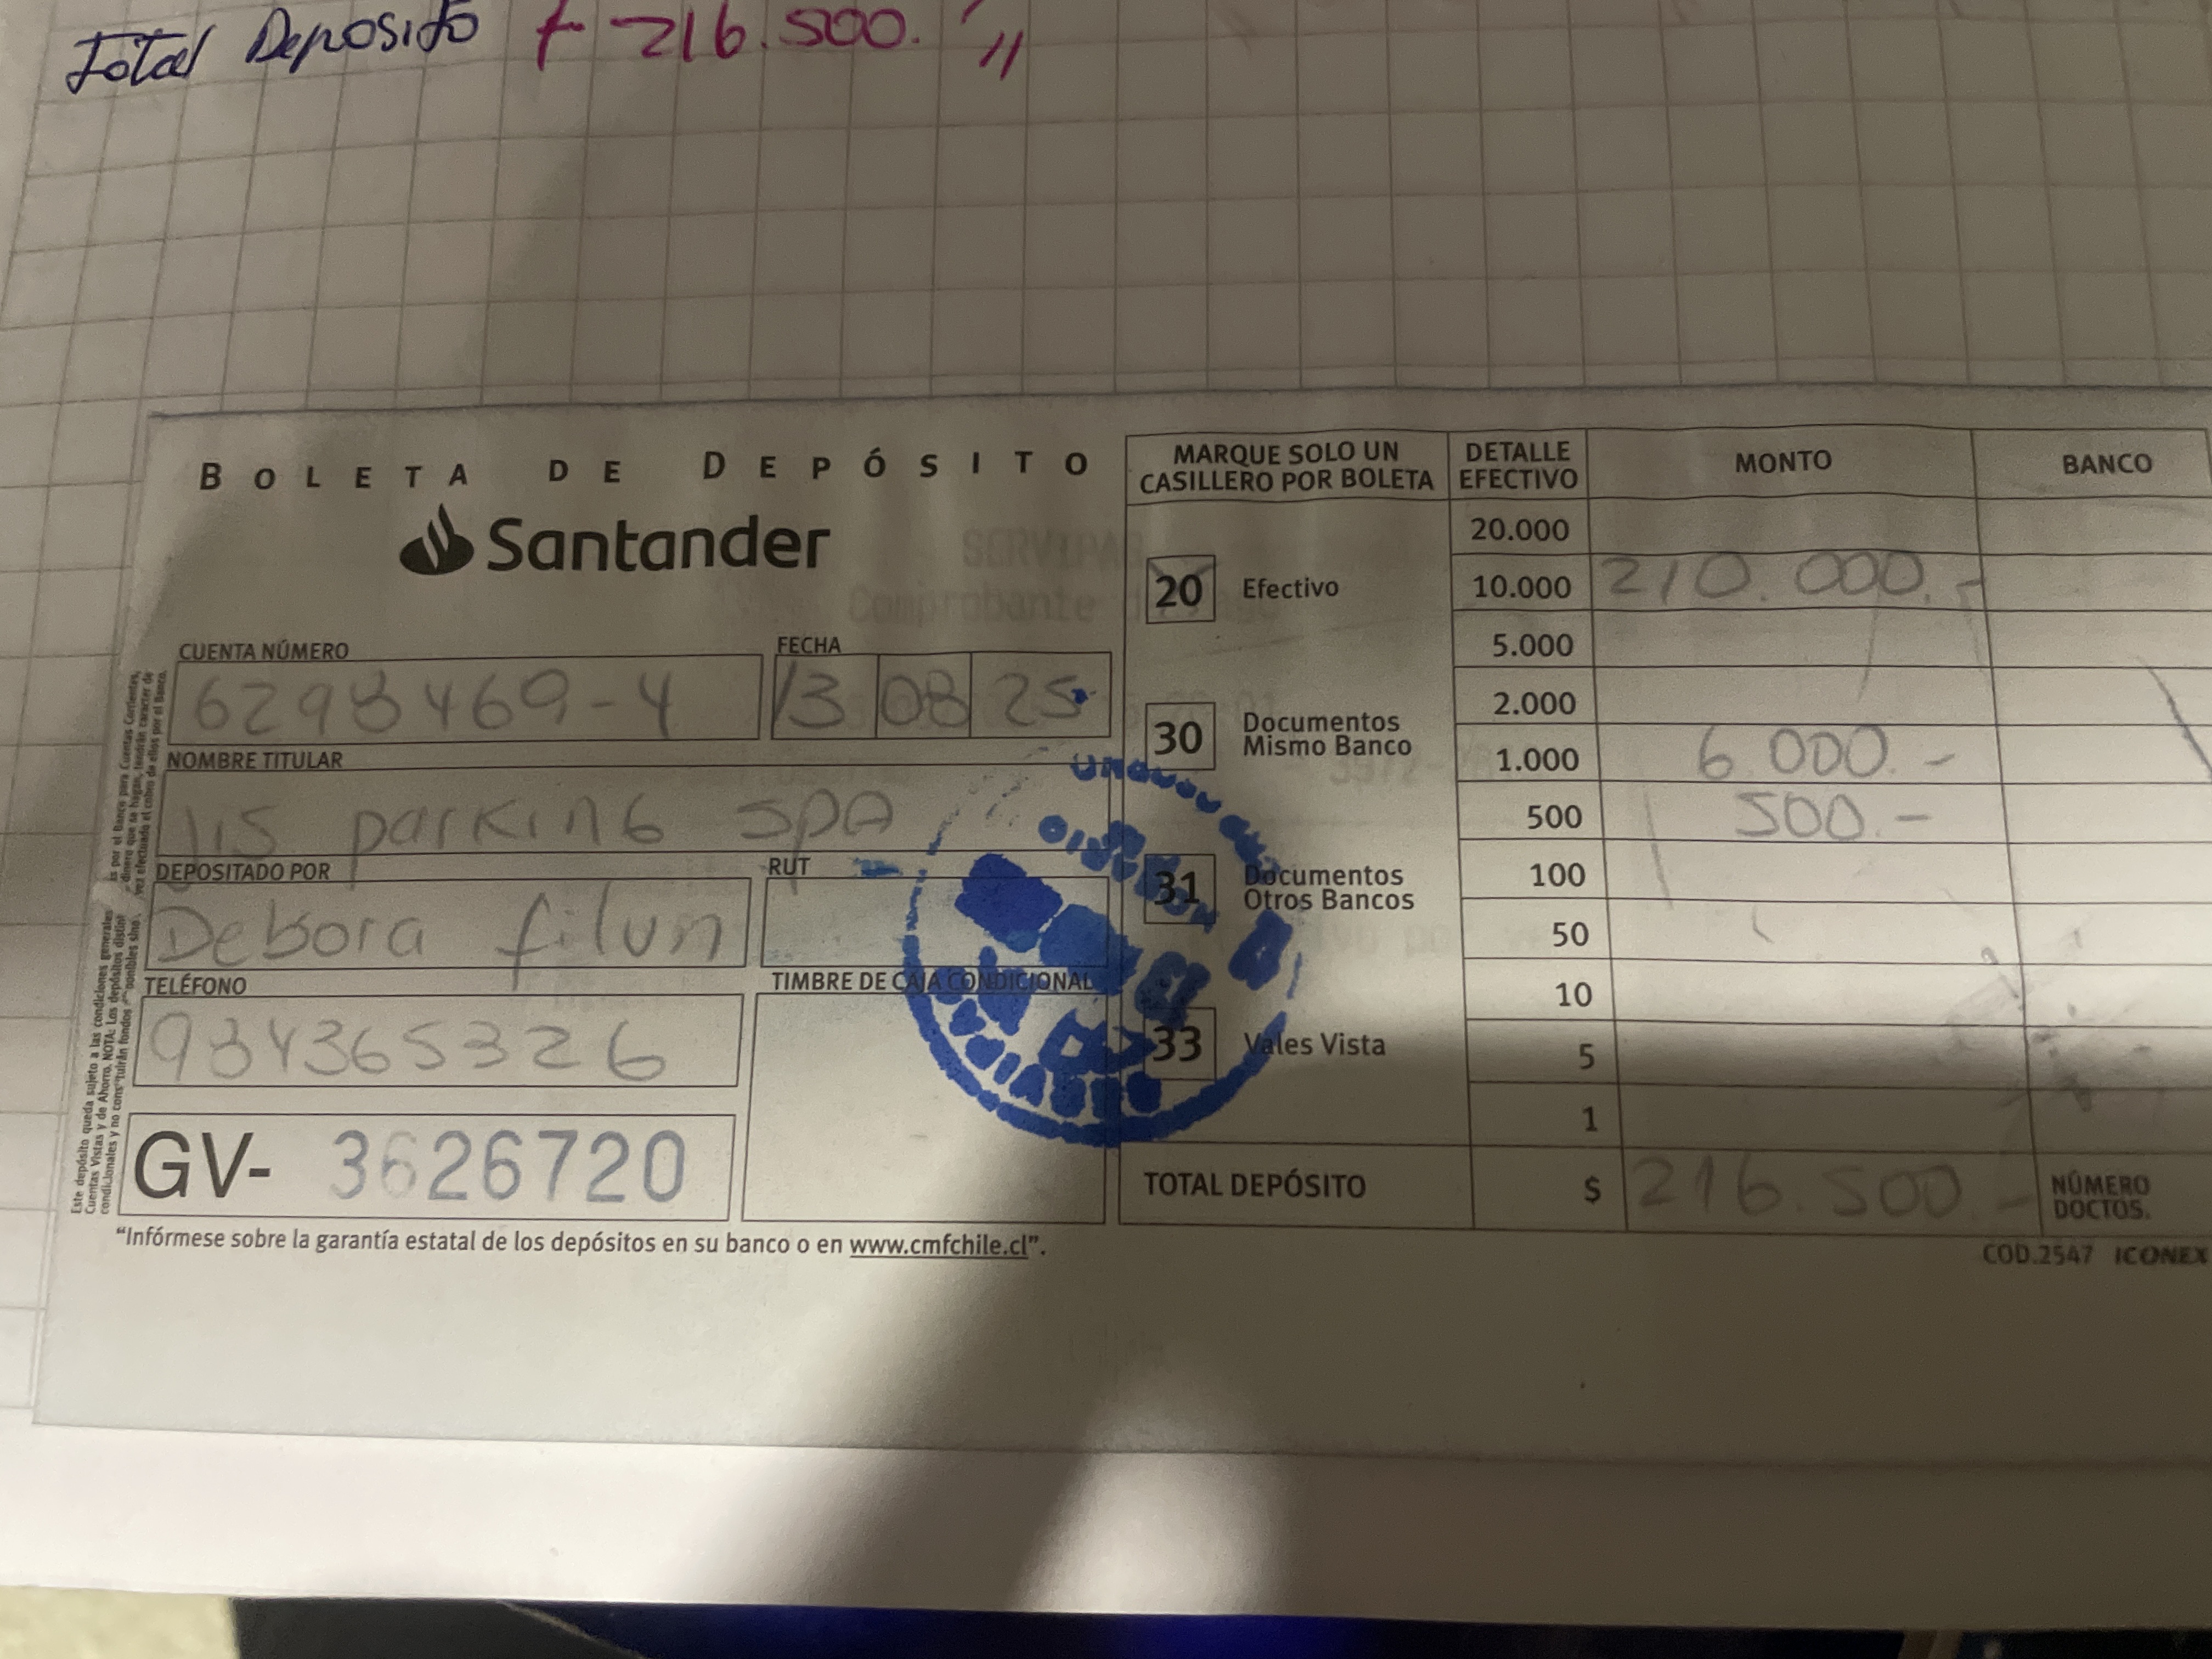 Total Deposito $ 216.500.-"
BOLETA DE DEPÓSITO
Santander
CUENTA NÚMERO
6298469-4
FECHA
13 08 25
NOMBRE TITULAR
JIS parking spa
DEPOSITADO POR
Debora filun
RUT
TELÉFONO
934365326
TIMBRE DE CAJA CONDICIONAL
GV- 3626720
"Infórmese sobre la garantía estatal de los depósitos en su banco o en www.cmfchile.cl".
MARQUE SOLO UN
CASILLERO POR BOLETA
20 Efectivo
30 Documentos
Mismo Banco
31 Documentos
Otros Bancos
33 Vales Vista
DETALLE
EFECTIVO
MONTO
BANCO
20.000
10.000 210.000.-
5.000
2.000
1.000 6.000.-
500 500.-
100
50
10
5
1
TOTAL DEPÓSITO $ 216.500.-
NÚMERO
DOCTOS.
COD.2547 ICONEX